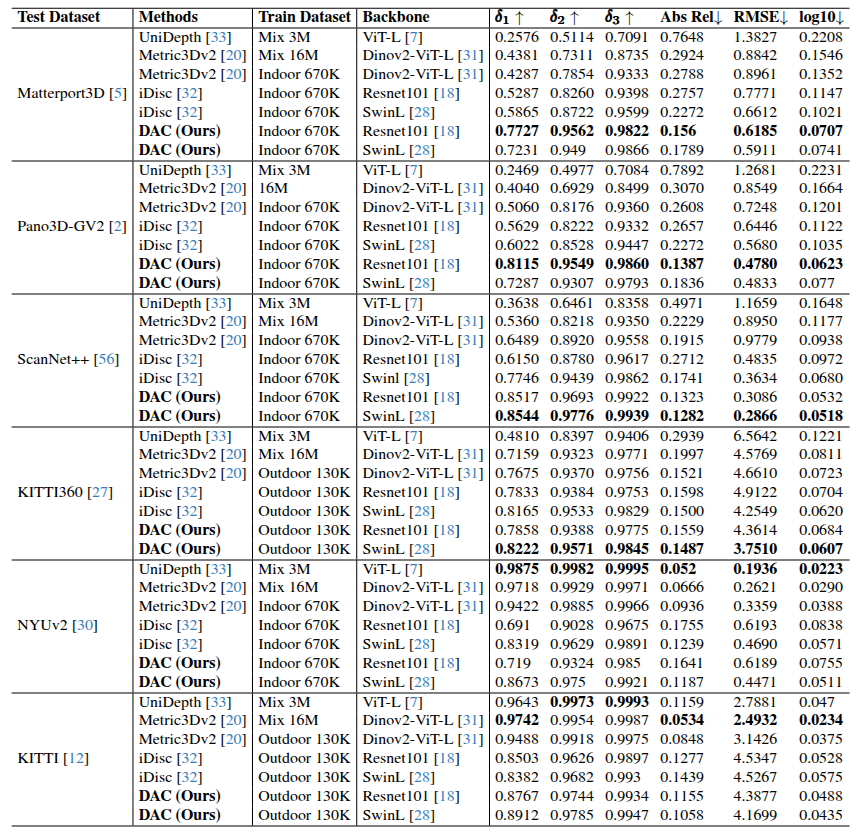 Test Dataset Methods Train Dataset Backbone δ1 ↑ δ2 ↑ δ3 ↑ Abs Rel↓ RMSE↓ log10↓
UniDepth [33] Mix 3M ViT-L [7] 0.2576 0.5114 0.7091 0.7648 1.3827 0.2208
Metric3Dv2 [20] Mix 16M Dinov2-ViT-L [31] 0.4381 0.7311 0.8735 0.2924 0.8842 0.1546
Metric3Dv2 [20] Indoor 670K Dinov2-ViT-L [31] 0.4287 0.7854 0.9333 0.2788 0.8961 0.1352
Matterport3D [5] iDisc [32] Indoor 670K Resnet101 [18] 0.5287 0.8260 0.9398 0.2757 0.7771 0.1147
iDisc [32] Indoor 670K SwinL [28] 0.5865 0.8722 0.9599 0.2272 0.6612 0.1021
DAC (Ours) Indoor 670K Resnet101 [18] 0.7727 0.9562 0.9822 0.156 0.6185 0.0707
DAC (Ours) Indoor 670K SwinL [28] 0.7231 0.949 0.9866 0.1789 0.5911 0.0741
UniDepth [33] Mix 3M ViT-L [7] 0.2469 0.4977 0.7084 0.7892 1.2681 0.2231
Metric3Dv2 [20] 16M Dinov2-ViT-L [31] 0.4040 0.6929 0.8499 0.3070 0.8549 0.1664
Metric3Dv2 [20] Indoor 670K Dinov2-ViT-L [31] 0.5060 0.8176 0.9360 0.2608 0.7248 0.1201
Pano3D-GV2 [2] iDisc [32] Indoor 670K Resnet101 [18] 0.5629 0.8222 0.9332 0.2657 0.6446 0.1122
iDisc [32] Indoor 670K SwinL [28] 0.6022 0.8528 0.9447 0.2272 0.5680 0.1035
DAC (Ours) Indoor 670K Resnet101 [18] 0.8115 0.9549 0.9860 0.1387 0.4780 0.0623
DAC (Ours) Indoor 670K SwinL [28] 0.7287 0.9307 0.9793 0.1836 0.4833 0.077
UniDepth [33] Mix 3M ViT-L [7] 0.3638 0.6461 0.8358 0.4971 1.1659 0.1648
Metric3Dv2 [20] Mix 16M Dinov2-ViT-L [31] 0.5360 0.8218 0.9350 0.2229 0.8950 0.1177
Metric3Dv2 [20] Indoor 670K Dinov2-ViT-L [31] 0.6489 0.8920 0.9558 0.1915 0.9779 0.0938
ScanNet++ [56] iDisc [32] Indoor 670K Resnet101 [18] 0.6150 0.8780 0.9617 0.2712 0.4835 0.0972
iDisc [32] Indoor 670K Swinl [28] 0.7746 0.9439 0.9862 0.1741 0.3634 0.0680
DAC (Ours) Indoor 670K Resnet101 [18] 0.8517 0.9693 0.9922 0.1323 0.3086 0.0532
DAC (Ours) Indoor 670K SwinL [28] 0.8544 0.9776 0.9939 0.1282 0.2866 0.0518
UniDepth [33] Mix 3M ViT-L [7] 0.4810 0.8397 0.9406 0.2939 6.5642 0.1221
Metric3Dv2 [20] Mix 16M Dinov2-ViT-L [31] 0.7159 0.9323 0.9771 0.1997 4.5769 0.0811
Metric3Dv2 [20] Outdoor 130K Dinov2-ViT-L [31] 0.7675 0.9370 0.9756 0.1521 4.6610 0.0723
KITTI360 [27] iDisc [32] Outdoor 130K Resnet101 [18] 0.7833 0.9384 0.9753 0.1598 4.9122 0.0704
iDisc [32] Outdoor 130K SwinL [28] 0.8165 0.9533 0.9829 0.1500 4.2549 0.0620
DAC (Ours) Outdoor 130K Resnet101 [18] 0.7858 0.9388 0.9775 0.1559 4.3614 0.0684
DAC (Ours) Outdoor 130K SwinL [28] 0.8222 0.9571 0.9845 0.1487 3.7510 0.0607
UniDepth [33] Mix 3M ViT-L [7] 0.9875 0.9982 0.9995 0.052 0.1936 0.0223
Metric3Dv2 [20] Mix 16M Dinov2-ViT-L [31] 0.9718 0.9929 0.9971 0.0666 0.2621 0.0290
Metric3Dv2 [20] Indoor 670K Dinov2-ViT-L [31] 0.9422 0.9885 0.9966 0.0936 0.3359 0.0388
NYUv2 [30] iDisc [32] Indoor 670K Resnet101 [18] 0.691 0.9028 0.9675 0.1755 0.6193 0.0838
iDisc [32] Indoor 670K SwinL [28] 0.8319 0.9629 0.9891 0.1239 0.4690 0.0571
DAC (Ours) Indoor 670K Resnet101 [18] 0.719 0.9324 0.985 0.1641 0.6189 0.0755
DAC (Ours) Indoor 670K SwinL [28] 0.8673 0.975 0.9921 0.1187 0.4471 0.0511
UniDepth [33] Mix 3M ViT-L [7] 0.9643 0.9973 0.9993 0.1159 2.7881 0.047
Metric3Dv2 [20] Mix 16M Dinov2-ViT-L [31] 0.9742 0.9954 0.9987 0.0534 2.4932 0.0234
Metric3Dv2 [20] Outdoor 130K Dinov2-ViT-L [31] 0.9488 0.9918 0.9975 0.0848 3.1426 0.0375
KITTI [12] iDisc [32] Outdoor 130K Resnet101 [18] 0.8503 0.9626 0.9897 0.1277 4.5347 0.0528
iDisc [32] Outdoor 130K SwinL [28] 0.8382 0.9682 0.993 0.1439 4.5267 0.0575
DAC (Ours) Outdoor 130K Resnet101 [18] 0.8767 0.9744 0.9934 0.1155 4.3877 0.0488
DAC (Ours) Outdoor 130K SwinL [28] 0.8912 0.9785 0.9947 0.1058 4.1699 0.0435